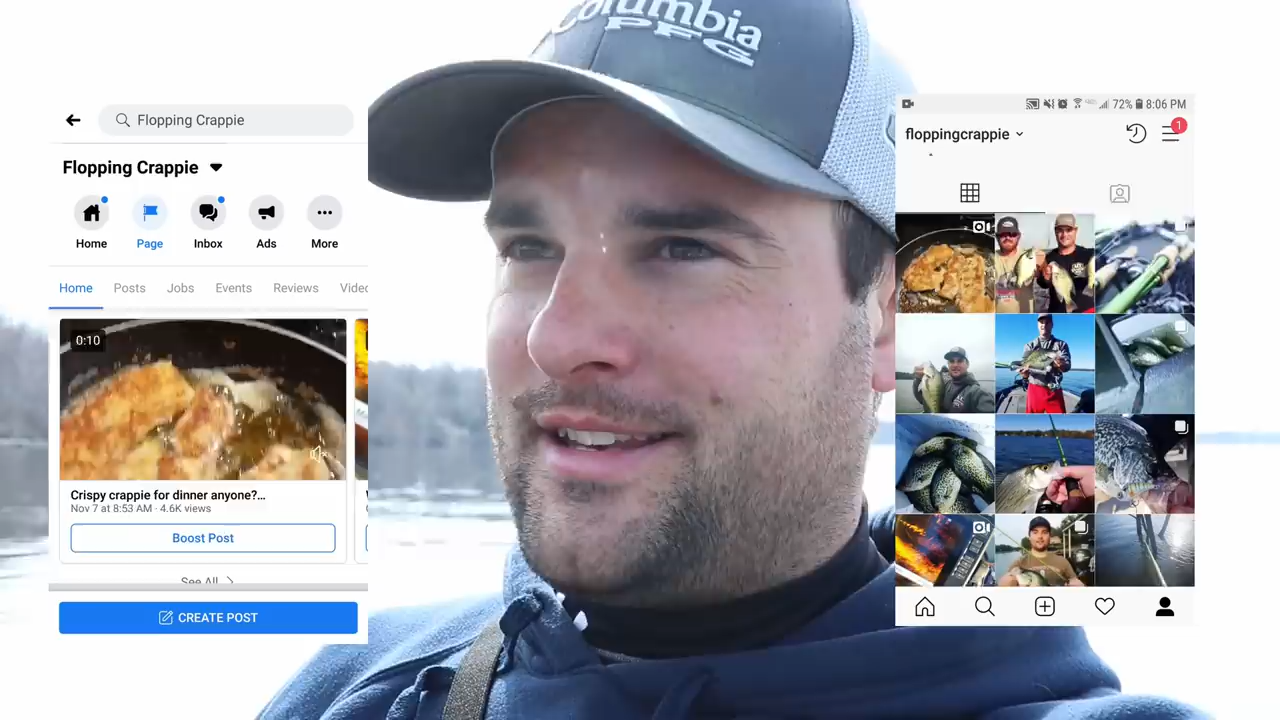 Columbia
PFG
Flopping Crappie
Flopping Crappie
Home
Page
Inbox
Ads
More
Home Posts Jobs Events Reviews Videc
0:10
Crispy crappie for dinner anyone?...
Nov 7 at 8:53 AM · 4.6K views
Boost Post
See All
CREATE POST
72% 8:06 PM
floppingcrappie
1